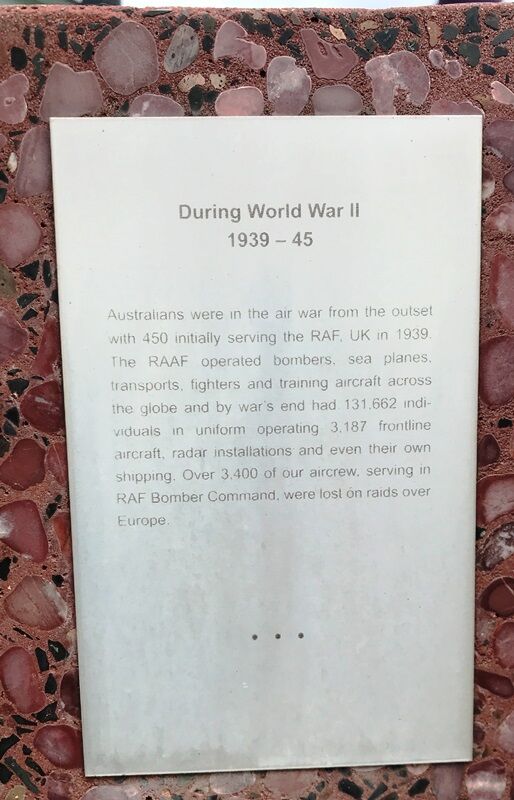 During World War II
1939 – 45
Australians were in the air war from the outset
with 450 initially serving the RAF, UK in 1939.
The RAAF operated bombers, sea planes,
transports, fighters and training aircraft across
the globe and by war's end had 131,662 indi-
viduals in uniform operating 3,187 frontline
aircraft, radar installations and even their own
shipping. Over 3,400 of our aircrew, serving in
RAF Bomber Command, were lost on raids over
Europe.
• • •